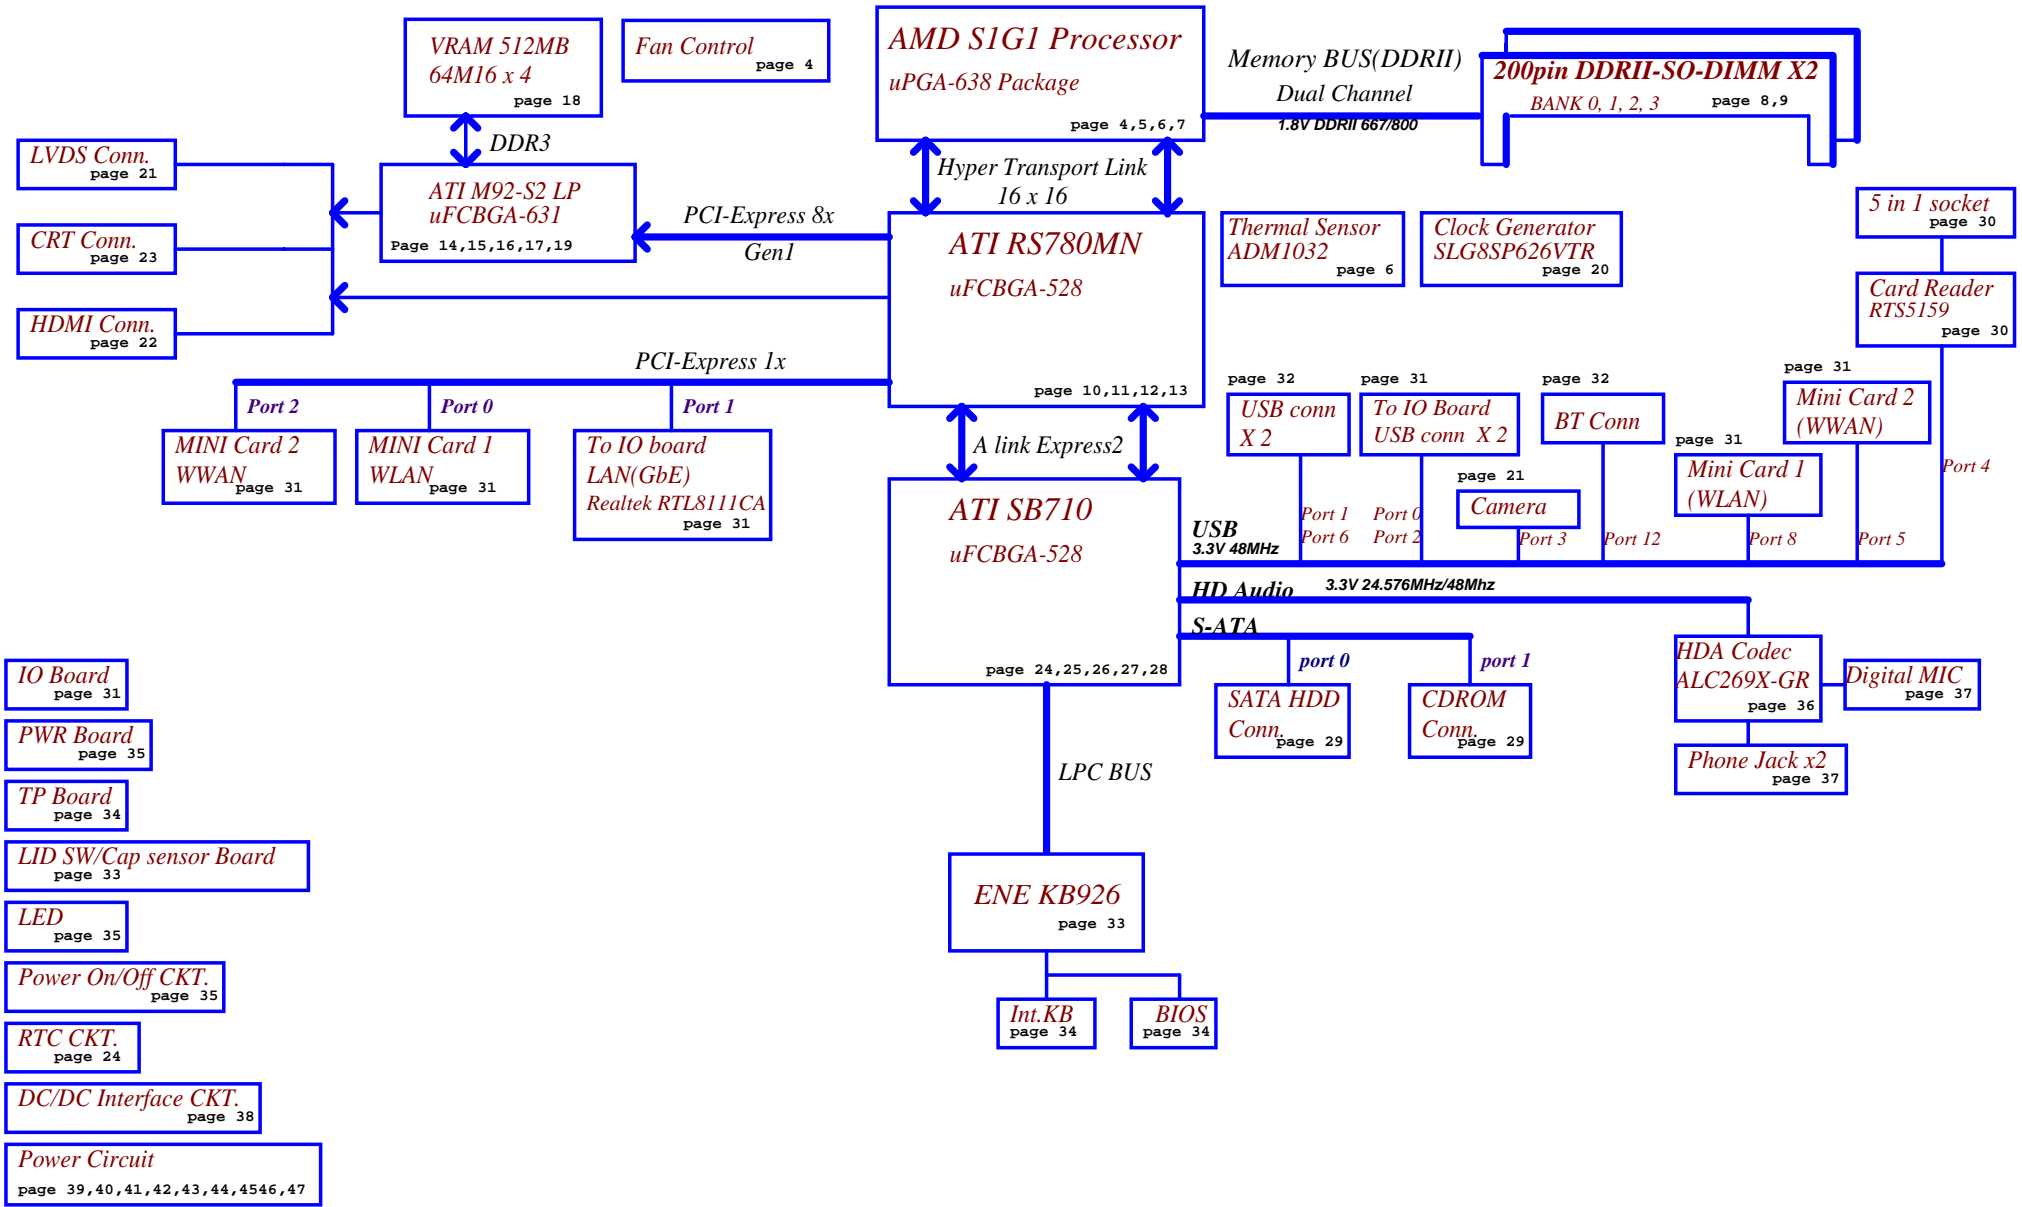 VRAM 512MB
64M16 x 4
page 18
Fan Control
page 4
AMD S1G1 Processor
uPGA-638 Package
page 4,5,6,7
Memory BUS(DDRII)
Dual Channel
1.8V DDRII 667/800
200pin DDRII-SO-DIMM X2
BANK 0, 1, 2, 3
page 8,9
DDR3
Hyper Transport Link
16 x 16
LVDS Conn.
page 21
CRT Conn.
page 23
HDMI Conn.
page 22
ATI M92-S2 LP
uFCBGA-631
Page 14,15,16,17,19
PCI-Express 8x
Gen1
ATI RS780MN
uFCBGA-528
page 10,11,12,13
Thermal Sensor
ADM1032
page 6
Clock Generator
SLG8SP626VTR
page 20
5 in 1 socket
page 30
Card Reader
RTS5159
page 30
PCI-Express 1x
Port 2
Port 0
Port 1
MINI Card 2
WWAN
page 31
MINI Card 1
WLAN
page 31
To IO board
LAN(GbE)
Realtek RTL8111CA
page 31
A link Express2
page 32
USB conn
X 2
page 31
To IO Board
USB conn X 2
page 32
BT Conn
page 31
Mini Card 2
(WWAN)
page 31
Mini Card 1
(WLAN)
page 21
Camera
Port 4
Port 1
Port 6
Port 0
Port 2
Port 3
Port 12
Port 8
Port 5
ATI SB710
uFCBGA-528
page 24,25,26,27,28
USB
3.3V 48MHz
HD Audio
3.3V 24.576MHz/48Mhz
S-ATA
port 0
port 1
SATA HDD
Conn.
page 29
CDROM
Conn.
page 29
HDA Codec
ALC269X-GR
page 36
Digital MIC
page 37
Phone Jack x2
page 37
LPC BUS
ENE KB926
page 33
Int.KB
page 34
BIOS
page 34
IO Board
page 31
PWR Board
page 35
TP Board
page 34
LID SW/Cap sensor Board
page 33
LED
page 35
Power On/Off CKT.
page 35
RTC CKT.
page 24
DC/DC Interface CKT.
page 38
Power Circuit
page 39,40,41,42,43,44,4546,47